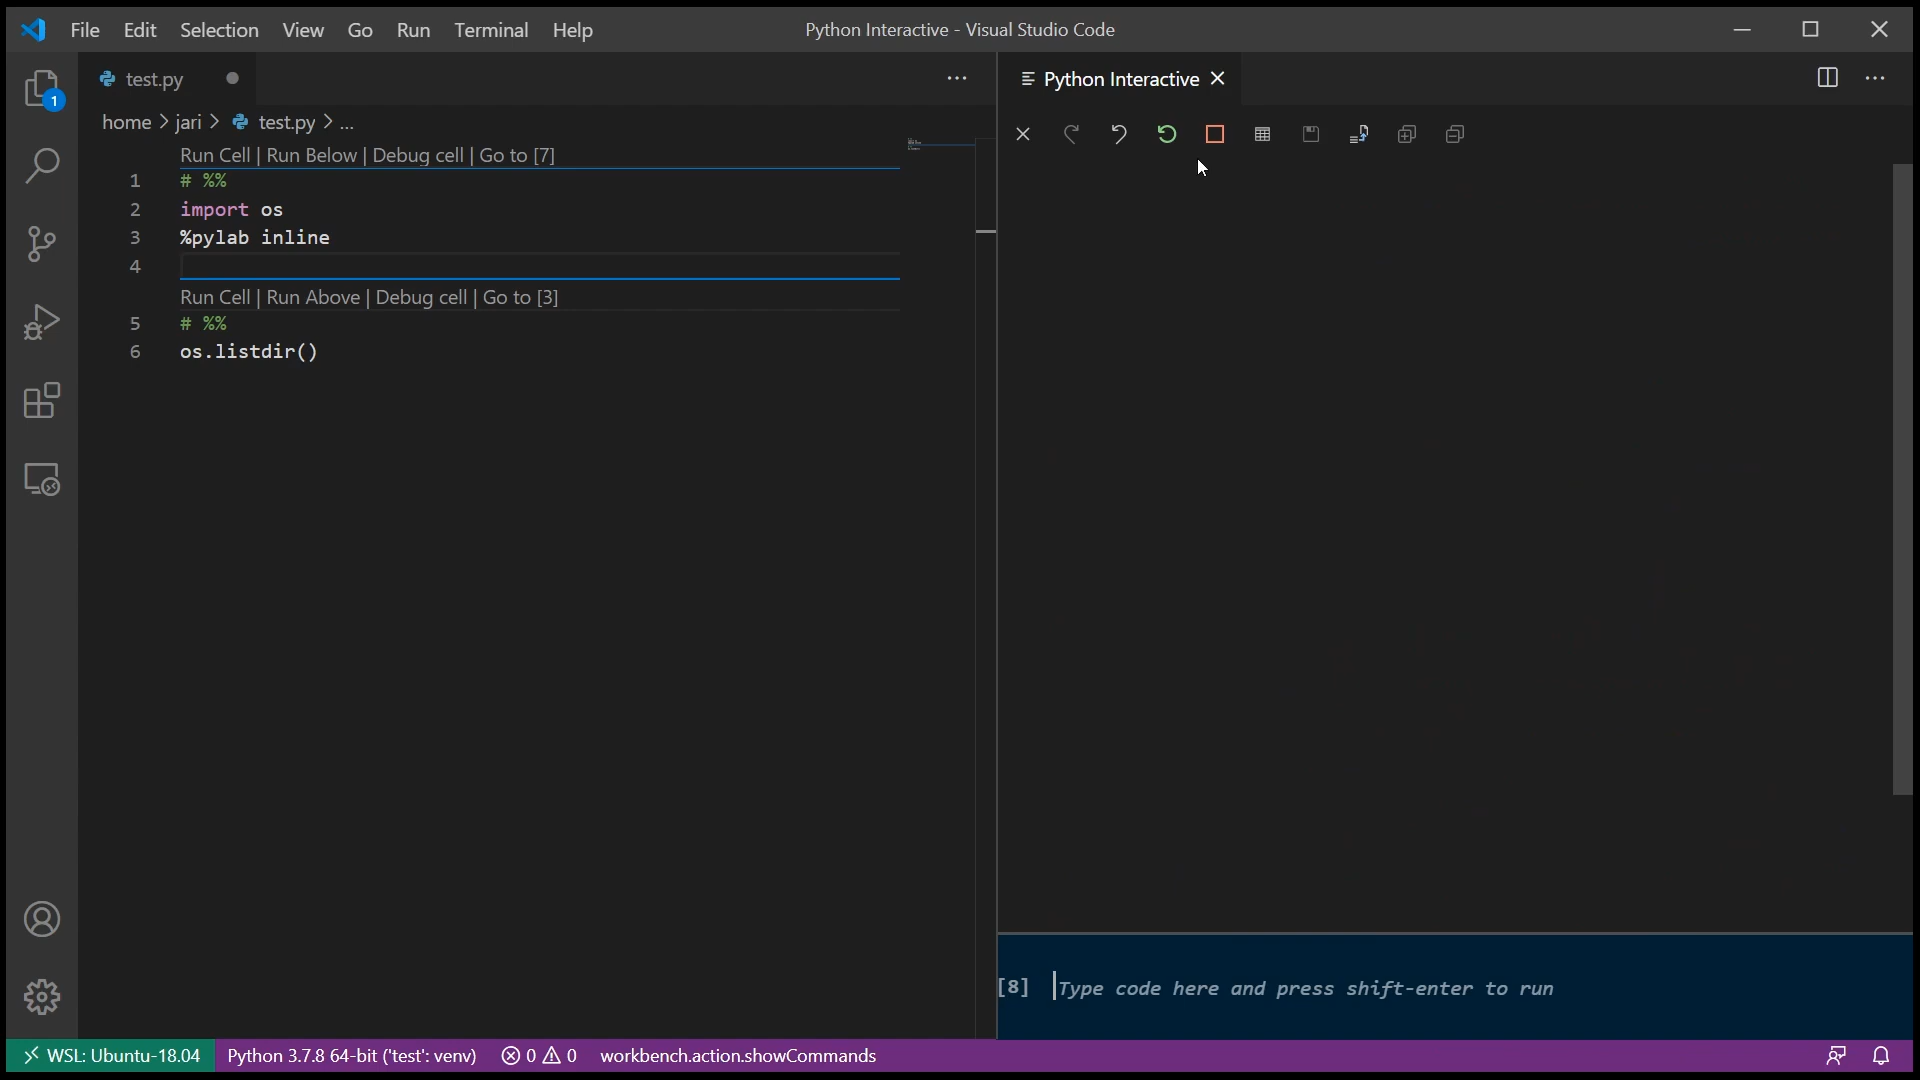 File Edit Selection View Go Run Terminal Help
Python Interactive - Visual Studio Code
test.py
Python Interactive
1
home > jari > test.py > ...
Run Cell | Run Below | Debug cell | Go to [7]
1 # %%
2 import os
3 %pylab inline
4
Run Cell | Run Above | Debug cell | Go to [3]
5 # %%
6 os.listdir()
[8] Type code here and press shift-enter to run
WSL: Ubuntu-18.04 Python 3.7.8 64-bit ('test': venv) 0 0 workbench.action.showCommands